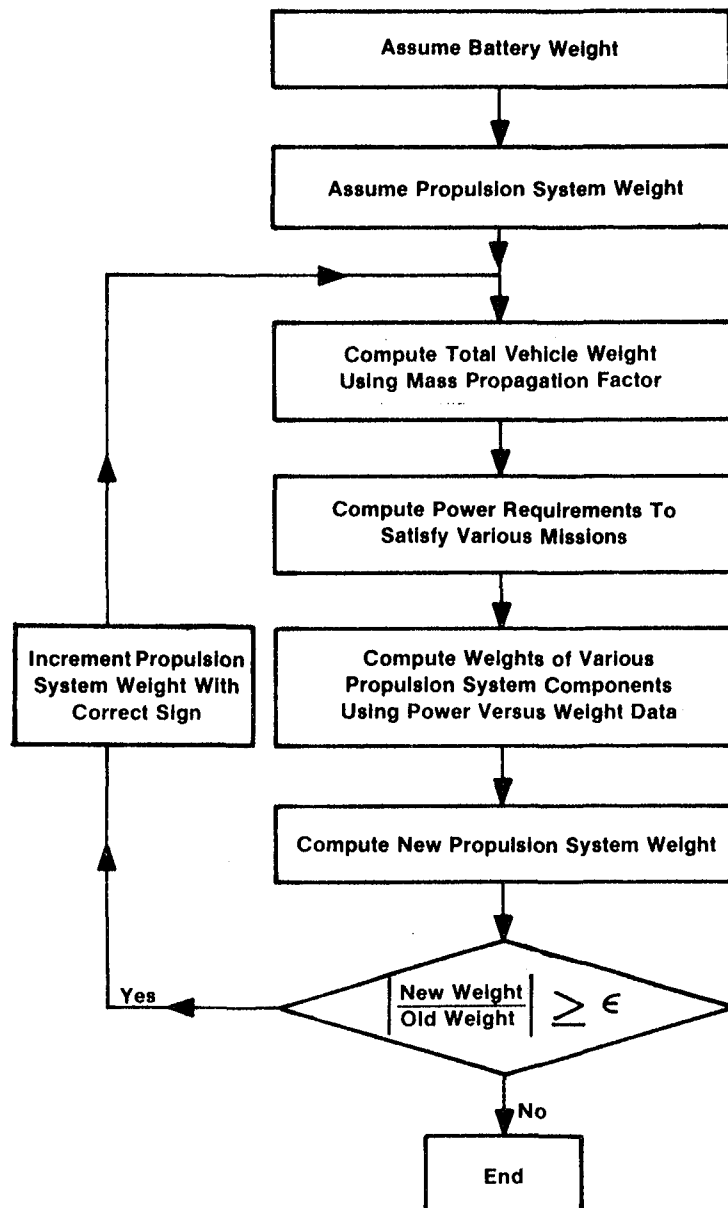 Assume Battery Weight
Assume Propulsion System Weight
Compute Total Vehicle Weight
Using Mass Propagation Factor
Compute Power Requirements To
Satisfy Various Missions
Increment Propulsion
System Weight With
Correct Sign
Compute Weights of Various
Propulsion System Components
Using Power Versus Weight Data
Compute New Propulsion System Weight
Yes
|New Weight
Old Weight| ≥ ϵ
No
End